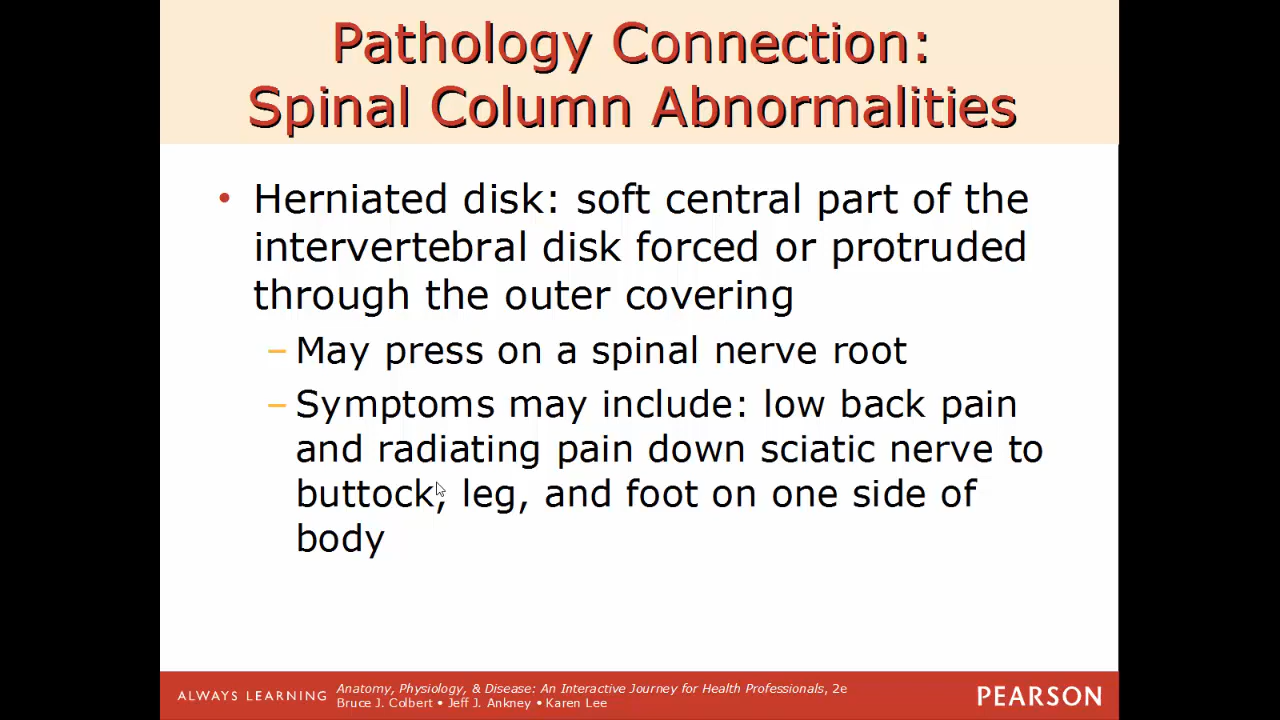 Pathology Connection:
Spinal Column Abnormalities
• Herniated disk: soft central part of the
intervertebral disk forced or protruded
through the outer covering
– May press on a spinal nerve root
– Symptoms may include: low back pain
and radiating pain down sciatic nerve to
buttock, leg, and foot on one side of
body
ALWAYS LEARNING
Anatomy, Physiology, & Disease: An Interactive Journey for Health Professionals, 2e
Bruce J. Colbert • Jeff J. Ankney • Karen Lee
PEARSON